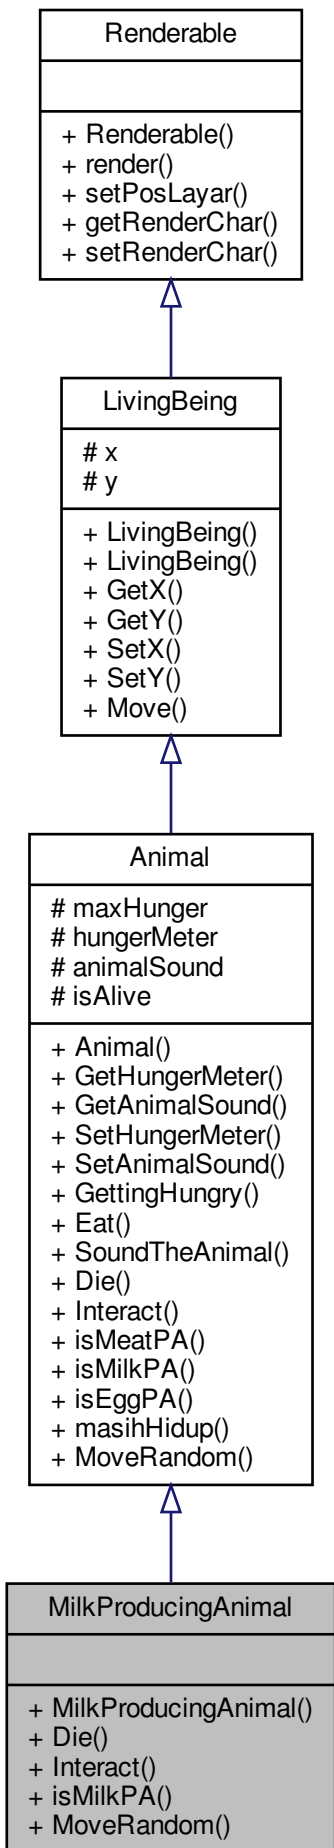 Renderable
+ Renderable()
+ render()
+ setPosLayar()
+ getRenderChar()
+ setRenderChar()
LivingBeing
# x
# y
+ LivingBeing()
+ LivingBeing()
+ GetX()
+ GetY()
+ SetX()
+ SetY()
+ Move()
Animal
# maxHunger
# hungerMeter
# animalSound
# isAlive
+ Animal()
+ GetHungerMeter()
+ GetAnimalSound()
+ SetHungerMeter()
+ SetAnimalSound()
+ GettingHungry()
+ Eat()
+ SoundTheAnimal()
+ Die()
+ Interact()
+ isMeatPA()
+ isMilkPA()
+ isEggPA()
+ masihHidup()
+ MoveRandom()
MilkProducingAnimal
+ MilkProducingAnimal()
+ Die()
+ Interact()
+ isMilkPA()
+ MoveRandom()